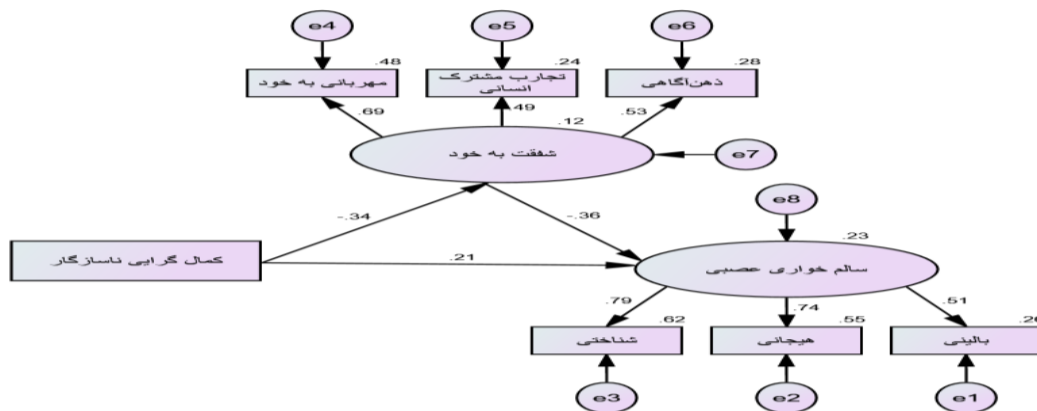 e4
e5
e6
.48
.24
.28
مهربانی به خود
تجارب مشترک
انسانی
ذهن‌آگاهی
.69
.49
.53
.12
شفقت به خود
e7
-.34
-.36
e8
.23
کمال گرایی ناسازگار
.21
سالم خواری عصبی
.79
.74
.51
.62
.55
.26
شناختی
هیجانی
بالینی
e3
e2
e1